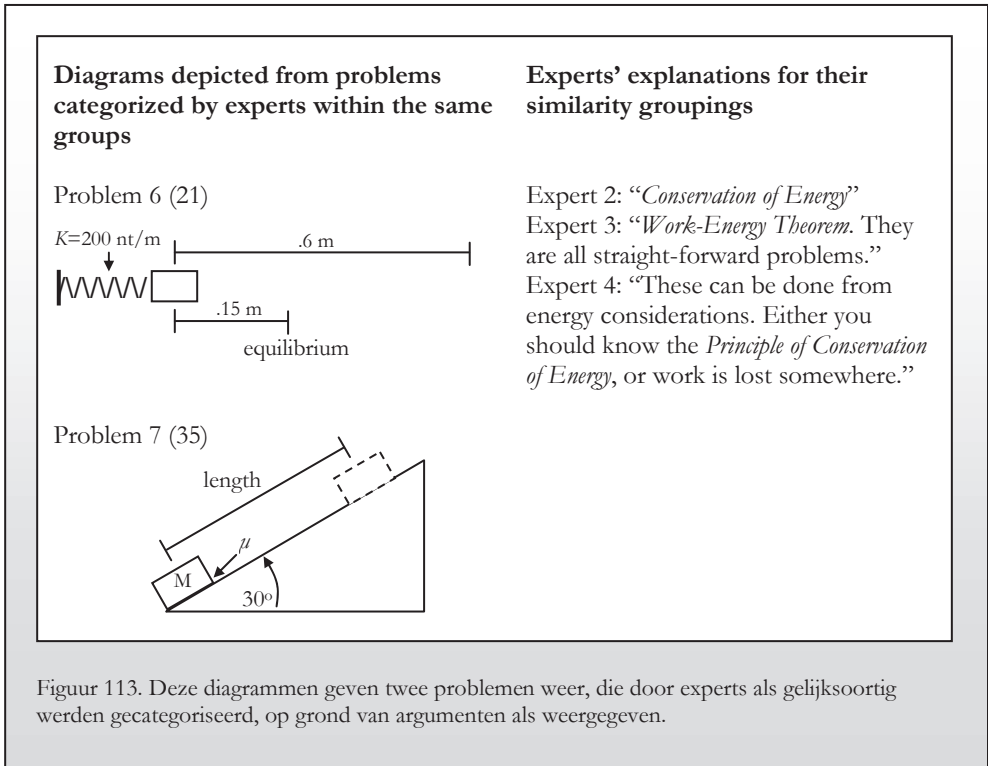 Diagrams depicted from problems
categorized by experts within the same
groups
Problem 6 (21)
K=200 nt/m
.6 m
.15 m
equilibrium
Problem 7 (35)
length
μ
M
30°
Experts' explanations for their
similarity groupings
Expert 2: “Conservation of Energy”
Expert 3: “Work-Energy Theorem. They
are all straight-forward problems.”
Expert 4: “These can be done from
energy considerations. Either you
should know the Principle of Conservation
of Energy, or work is lost somewhere.”
Figuur 113. Deze diagrammen geven twee problemen weer, die door experts als gelijksoortig
werden gecategoriseerd, op grond van argumenten als weergegeven.